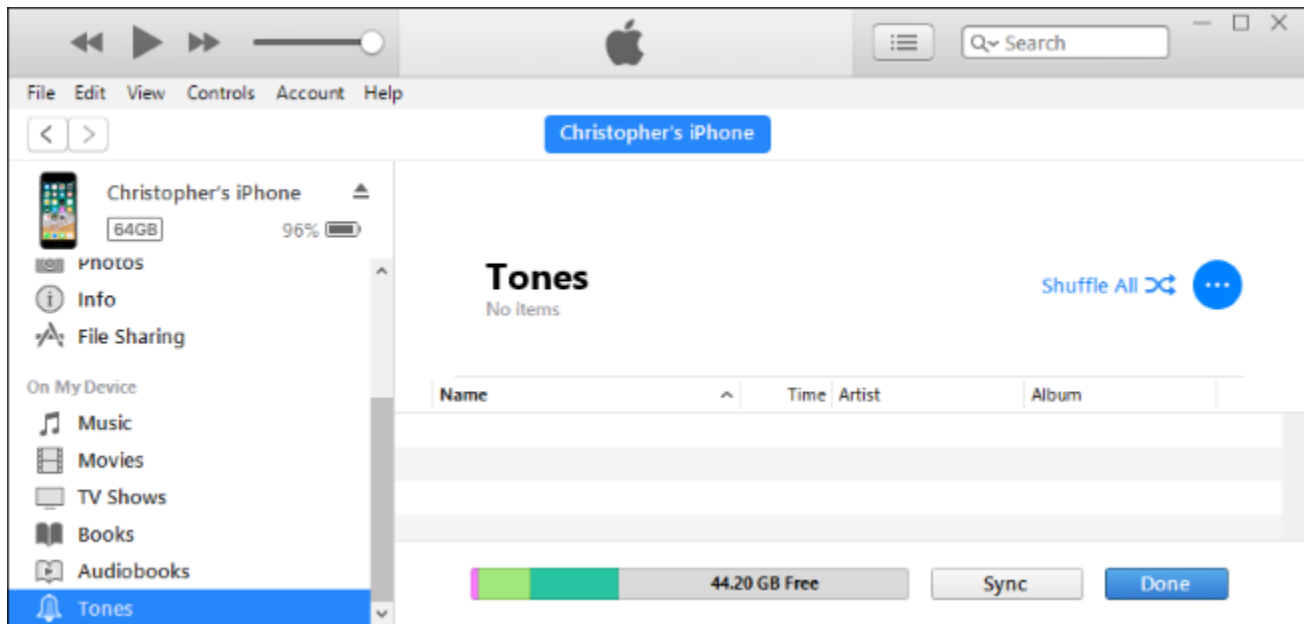 Search
File Edit View Controls Account Help
Christopher's iPhone
Christopher's iPhone
64GB 96%
Photos
Info
File Sharing
On My Device
Music
Movies
TV Shows
Books
Audiobooks
Tones
Tones
No items
Shuffle All
Name Time Artist Album
44.20 GB Free Sync Done